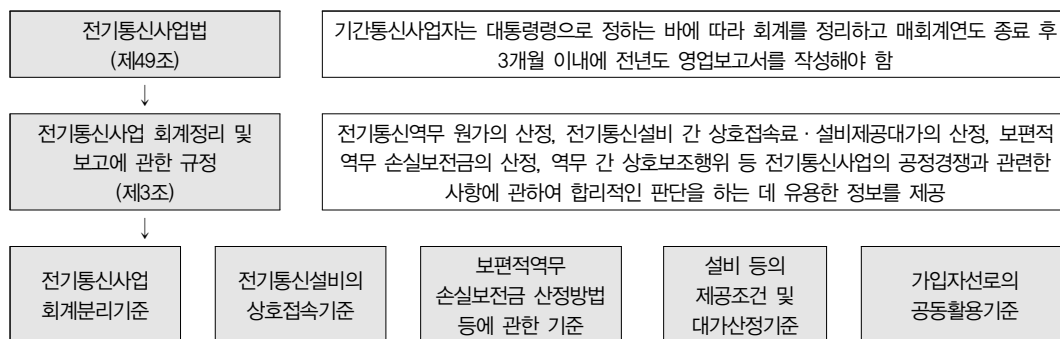 전기통신사업법
(제49조)
기간통신사업자는 대통령령으로 정하는 바에 따라 회계를 정리하고 매회계연도 종료 후
3개월 이내에 전년도 영업보고서를 작성해야 함
↓
전기통신사업 회계정리 및
보고에 관한 규정
(제3조)
전기통신역무 원가의 산정, 전기통신설비 간 상호접속료 · 설비제공대가의 산정, 보편적
역무 손실보전금의 산정, 역무 간 상호보조행위 등 전기통신사업의 공정경쟁과 관련한
사항에 관하여 합리적인 판단을 하는 데 유용한 정보를 제공
↓
전기통신사업
회계분리기준
전기통신설비의
상호접속기준
보편적역무
손실보전금 산정방법
등에 관한 기준
설비 등의
제공조건 및
대가산정기준
가입자선로의
공동활용기준